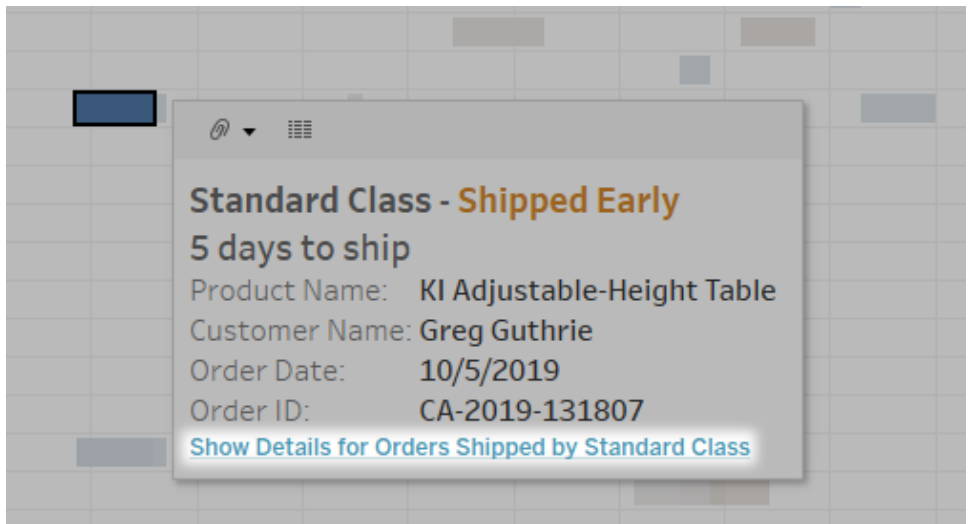 Standard Class - Shipped Early
5 days to ship
Product Name: KI Adjustable-Height Table
Customer Name: Greg Guthrie
Order Date: 10/5/2019
Order ID: CA-2019-131807
Show Details for Orders Shipped by Standard Class